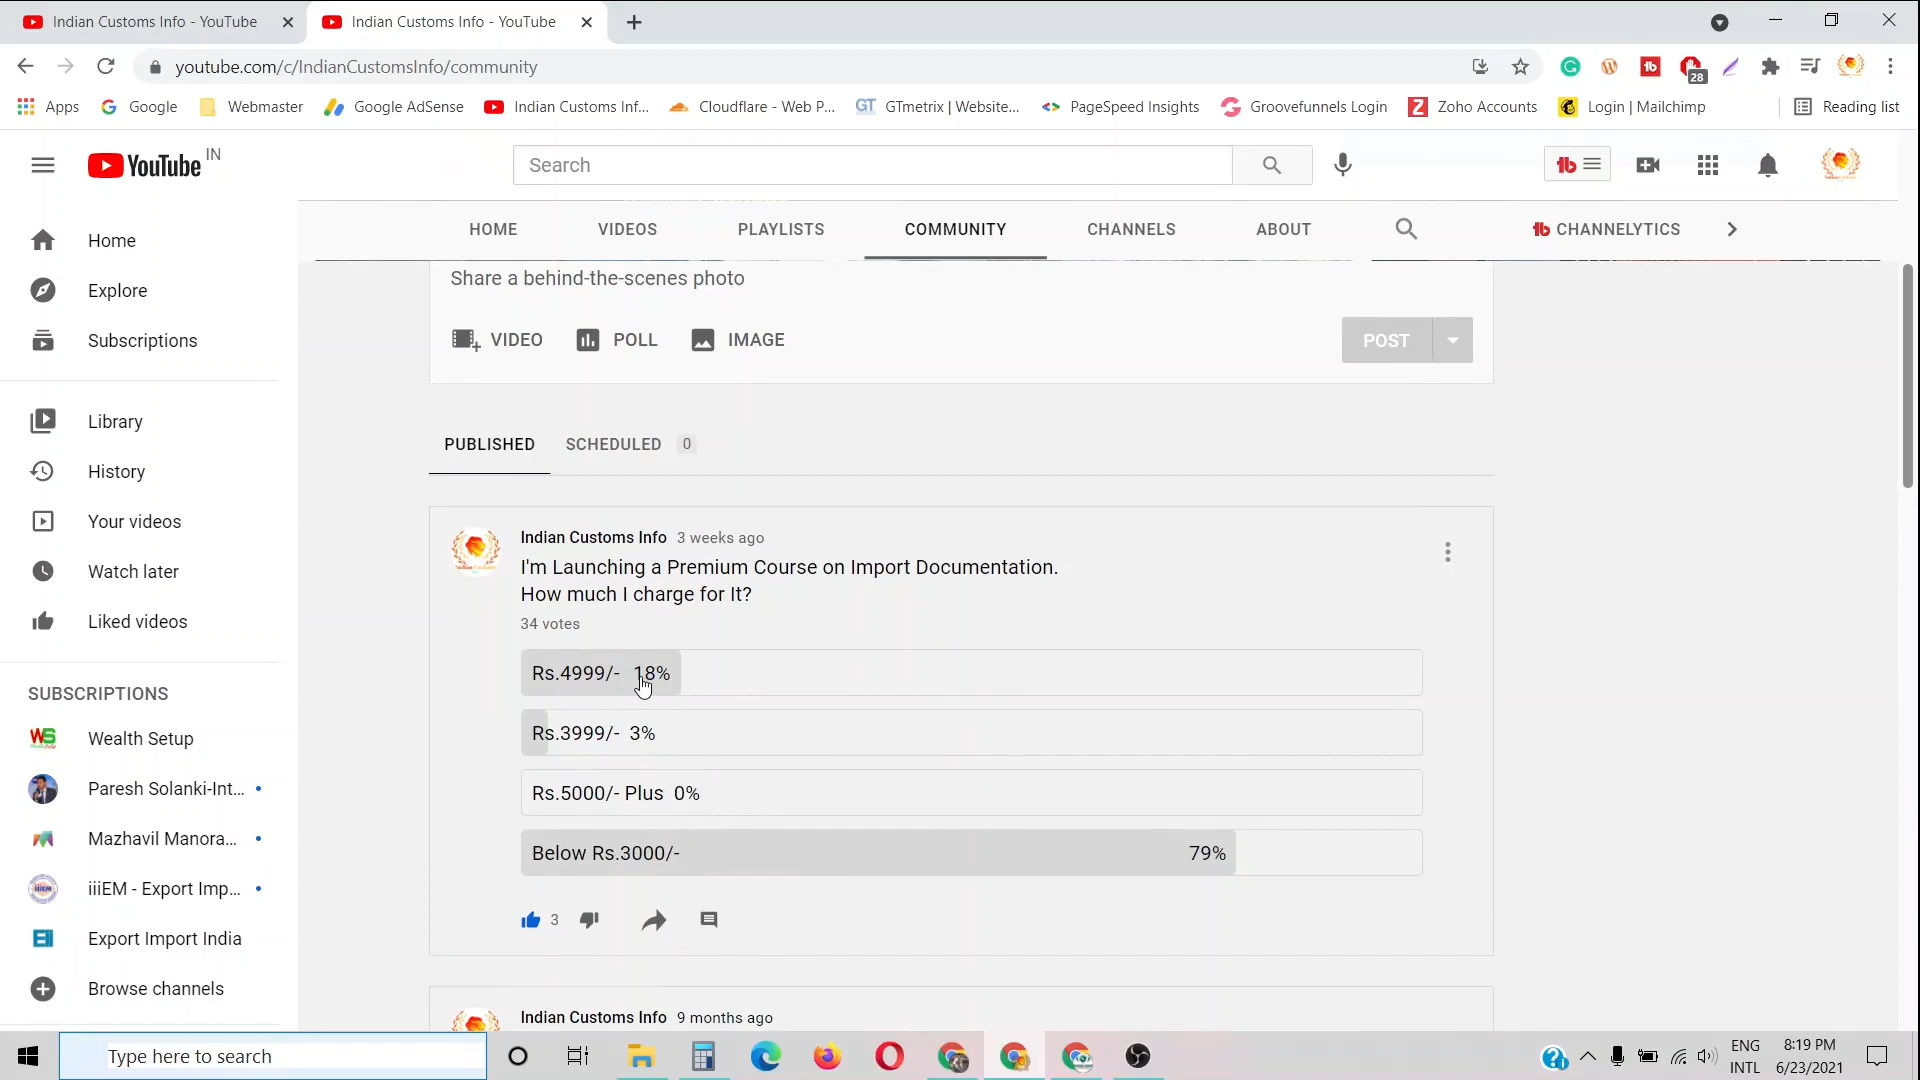 Indian Customs Info - YouTube
Indian Customs Info - YouTube
youtube.com/c/IndianCustomsInfo/community
28
Apps
Google
Webmaster
Google AdSense
Indian Customs Inf...
Cloudflare - Web P...
GT
GTmetrix | Website...
PageSpeed Insights
Groovefunnels Login
Z
Zoho Accounts
Login | Mailchimp
Reading list
YouTube IN
Search
HOME
VIDEOS
PLAYLISTS
COMMUNITY
CHANNELS
ABOUT
CHANNELYTICS
Home
Explore
Subscriptions
Library
History
Your videos
Watch later
Liked videos
SUBSCRIPTIONS
Wealth Setup
Paresh Solanki-Int...
Mazhavil Manora...
iiiEM - Export Imp...
Export Import India
Browse channels
Share a behind-the-scenes photo
VIDEO
POLL
IMAGE
POST
PUBLISHED
SCHEDULED 0
Indian Customs Info 3 weeks ago
I'm Launching a Premium Course on Import Documentation.
How much I charge for It?
34 votes
Rs.4999/- 18%
Rs.3999/- 3%
Rs.5000/- Plus 0%
Below Rs.3000/- 79%
3
Indian Customs Info 9 months ago
Type here to search
ENG
INTL
8:19 PM
6/23/2021